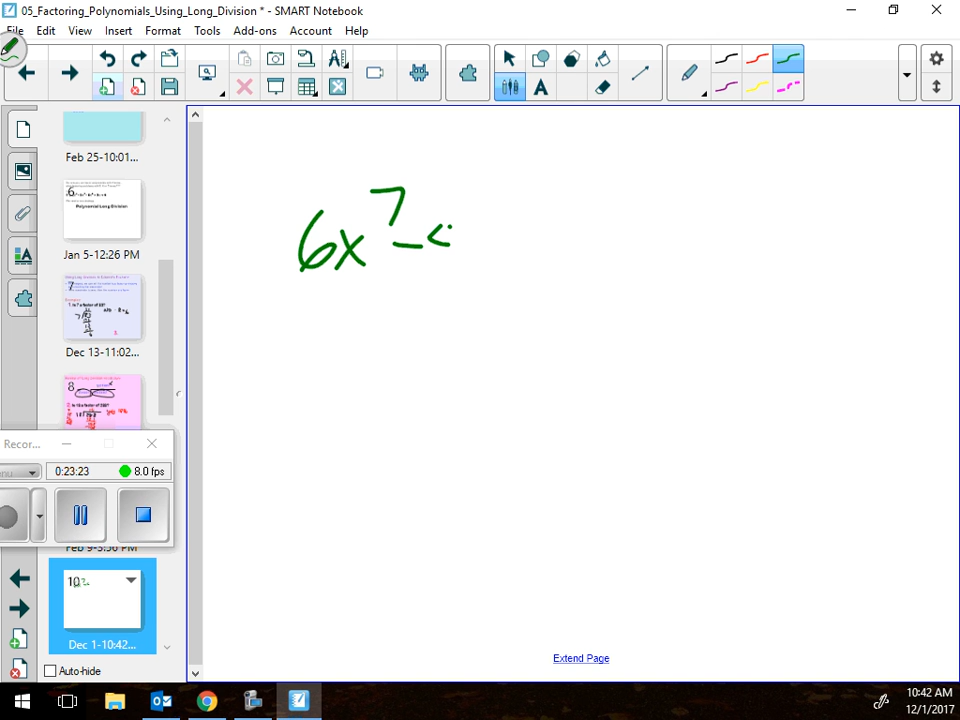 05_Factoring_Polynomials_Using_Long_Division * - SMART Notebook
File Edit View Insert Format Tools Add-ons Account Help
Feb 25-10:01...
6
Polynomial Long Division
Jan 5-12:26 PM
7
Dec 13-11:02...
8
Recor...
0:23:23 8.0 fps
Feb 9-3:56 PM
10
Dec 1-10:42...
Auto-hide
6x⁷ –
Extend Page
10:42 AM
12/1/2017